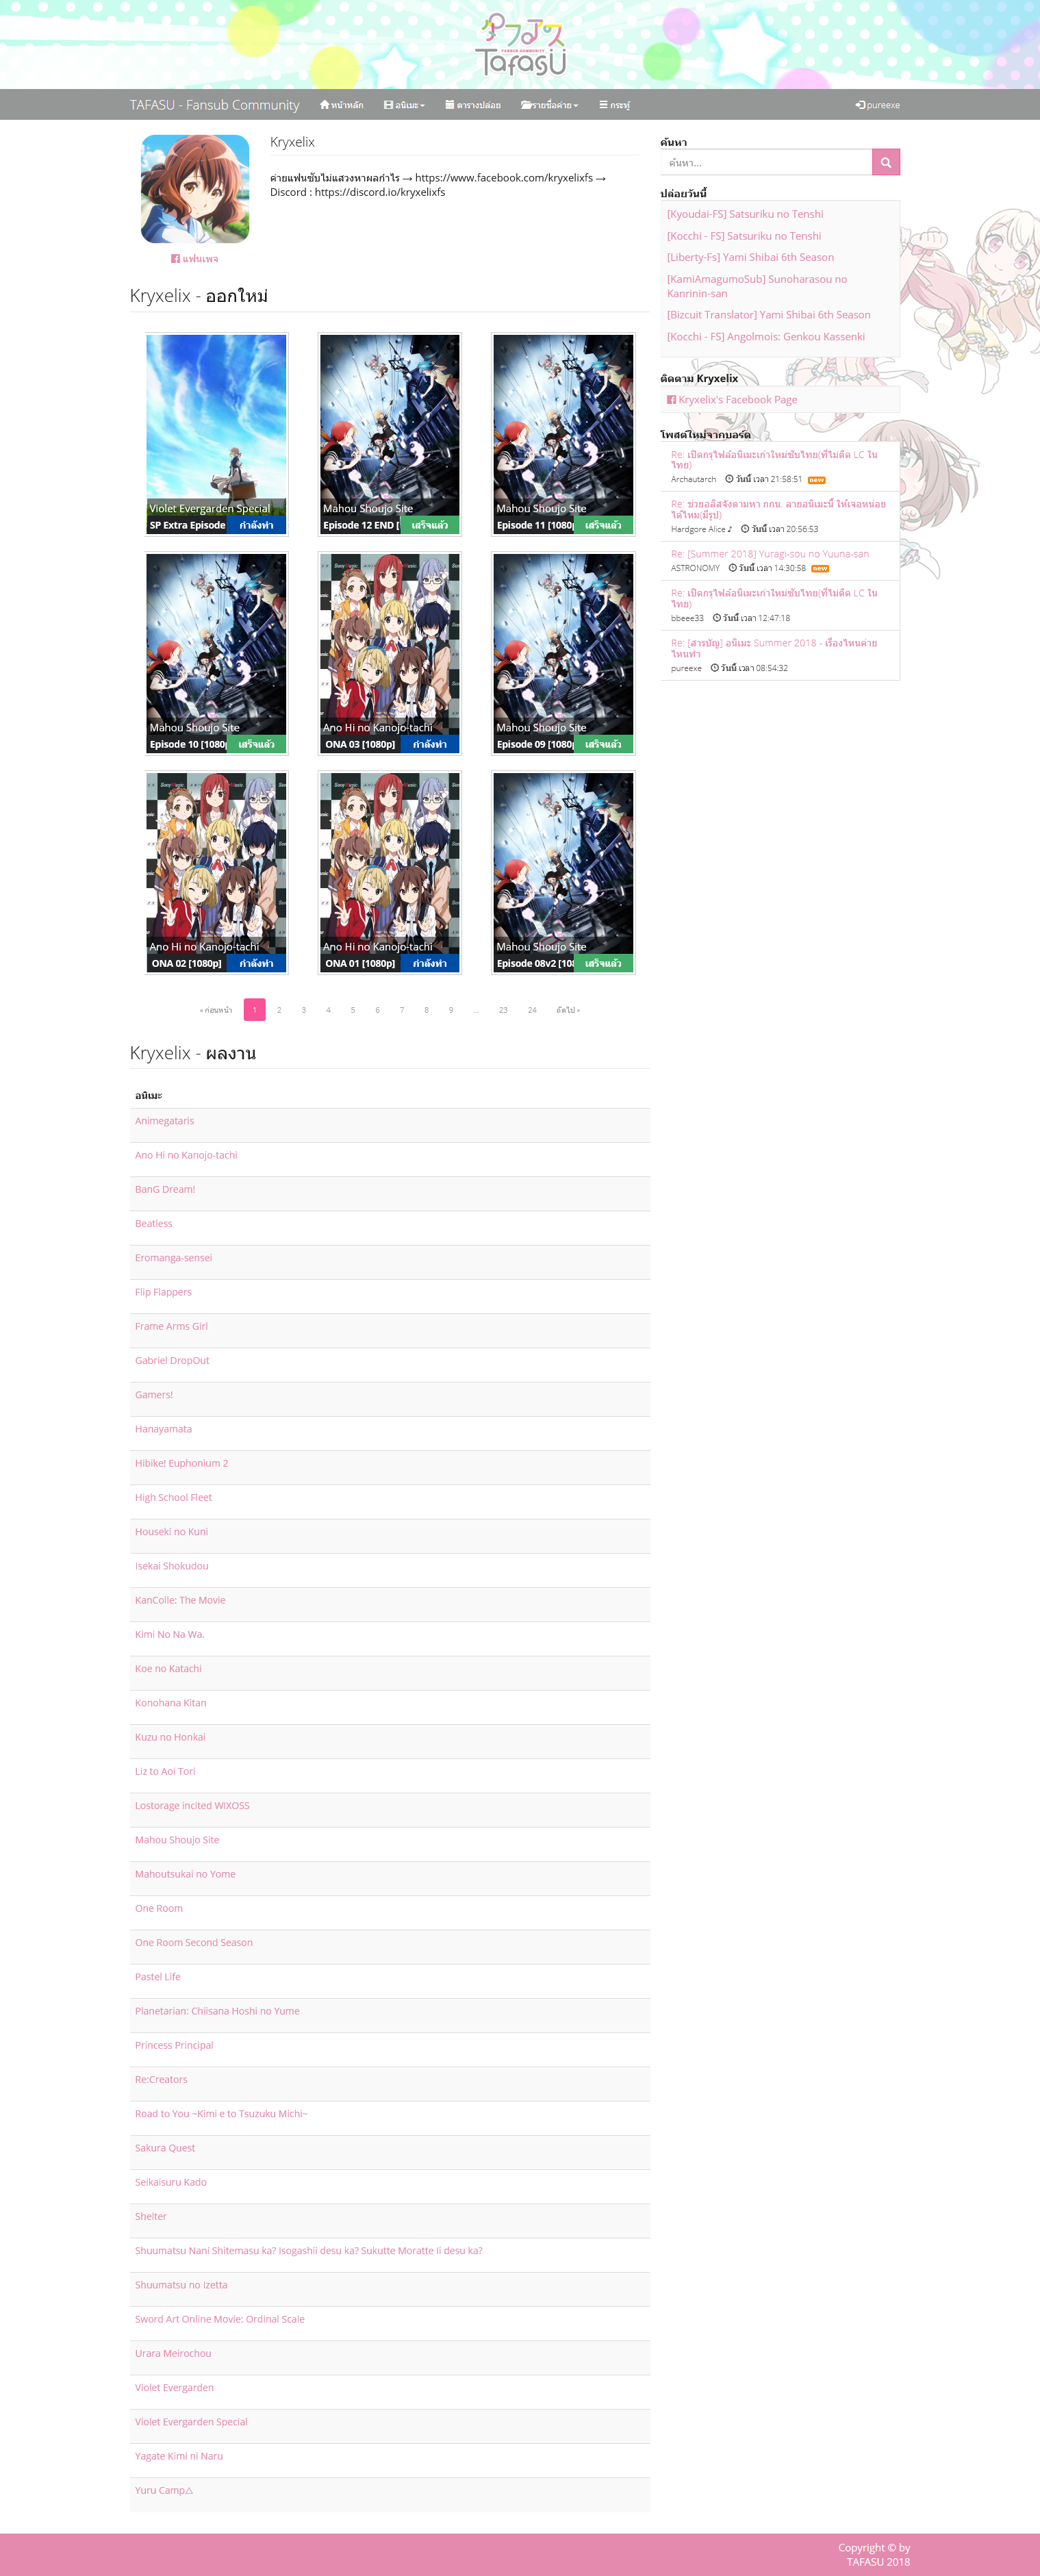 タファス
FANSUB COMMUNITY
TafaSU
TAFASU - Fansub Community
หน้าหลัก
อนิเมะ
ตารางปล่อย
รายชื่อค่าย
กระทู้
pureexe
Kryxelix
ค่ายแฟนซับไม่แสวงหาผลกำไร → https://www.facebook.com/kryxelixfs →
Discord : https://discord.io/kryxelixfs
แฟนเพจ
Kryxelix - ออกใหม่
Violet Evergarden Special
SP Extra Episode
กำลังทำ
Mahou Shoujo Site
Episode 12 END [
เสร็จแล้ว
Mahou Shoujo Site
Episode 11 [1080p
เสร็จแล้ว
Mahou Shoujo Site
Episode 10 [1080p
เสร็จแล้ว
Ano Hi no Kanojo-tachi
ONA 03 [1080p]
กำลังทำ
Mahou Shoujo Site
Episode 09 [1080p
เสร็จแล้ว
Ano Hi no Kanojo-tachi
ONA 02 [1080p]
กำลังทำ
Ano Hi no Kanojo-tachi
ONA 01 [1080p]
กำลังทำ
Mahou Shoujo Site
Episode 08v2 [108
เสร็จแล้ว
« ก่อนหน้า 1 2 3 4 5 6 7 8 9 ... 23 24 ถัดไป »
Kryxelix - ผลงาน
อนิเมะ
Animegataris
Ano Hi no Kanojo-tachi
BanG Dream!
Beatless
Eromanga-sensei
Flip Flappers
Frame Arms Girl
Gabriel DropOut
Gamers!
Hanayamata
Hibike! Euphonium 2
High School Fleet
Houseki no Kuni
Isekai Shokudou
KanColle: The Movie
Kimi No Na Wa.
Koe no Katachi
Konohana Kitan
Kuzu no Honkai
Liz to Aoi Tori
Lostorage incited WIXOSS
Mahou Shoujo Site
Mahoutsukai no Yome
One Room
One Room Second Season
Pastel Life
Planetarian: Chiisana Hoshi no Yume
Princess Principal
Re:Creators
Road to You ~Kimi e to Tsuzuku Michi~
Sakura Quest
Seikaisuru Kado
Shelter
Shuumatsu Nani Shitemasu ka? Isogashii desu ka? Sukutte Moratte Ii desu ka?
Shuumatsu no Izetta
Sword Art Online Movie: Ordinal Scale
Urara Meirochou
Violet Evergarden
Violet Evergarden Special
Yagate Kimi ni Naru
Yuru Camp△
ค้นหา
ค้นหา...
ปล่อยวันนี้
[Kyoudai-FS] Satsuriku no Tenshi
[Kocchi - FS] Satsuriku no Tenshi
[Liberty-Fs] Yami Shibai 6th Season
[KamiAmagumoSub] Sunoharasou no
Kanrinin-san
[Bizcuit Translator] Yami Shibai 6th Season
[Kocchi - FS] Angolmois: Genkou Kassenki
ติดตาม Kryxelix
Kryxelix's Facebook Page
โพสต์ใหม่จากบอร์ด
Re: เปิดกรุไฟล์อนิเมะเก่าใหม่ซับไทย(ที่ไม่ติด LC ใน
ไทย)
Archautarch วันนี้ เวลา 21:58:51 new
Re: ช่วยอลิสจังตามหา กกน. ลายอนิเมะนี้ ให้เจอหน่อย
ได้ไหม(มีรูป)
Hardgore Alice ♪ วันนี้ เวลา 20:56:53
Re: [Summer 2018] Yuragi-sou no Yuuna-san
ASTRONOMY วันนี้ เวลา 14:30:58 new
Re: เปิดกรุไฟล์อนิเมะเก่าใหม่ซับไทย(ที่ไม่ติด LC ใน
ไทย)
bbeee33 วันนี้ เวลา 12:47:18
Re: [สารบัญ] อนิเมะ Summer 2018 - เรื่องไหนค่าย
ไหนทำ
pureexe วันนี้ เวลา 08:54:32
Copyright © by
TAFASU 2018